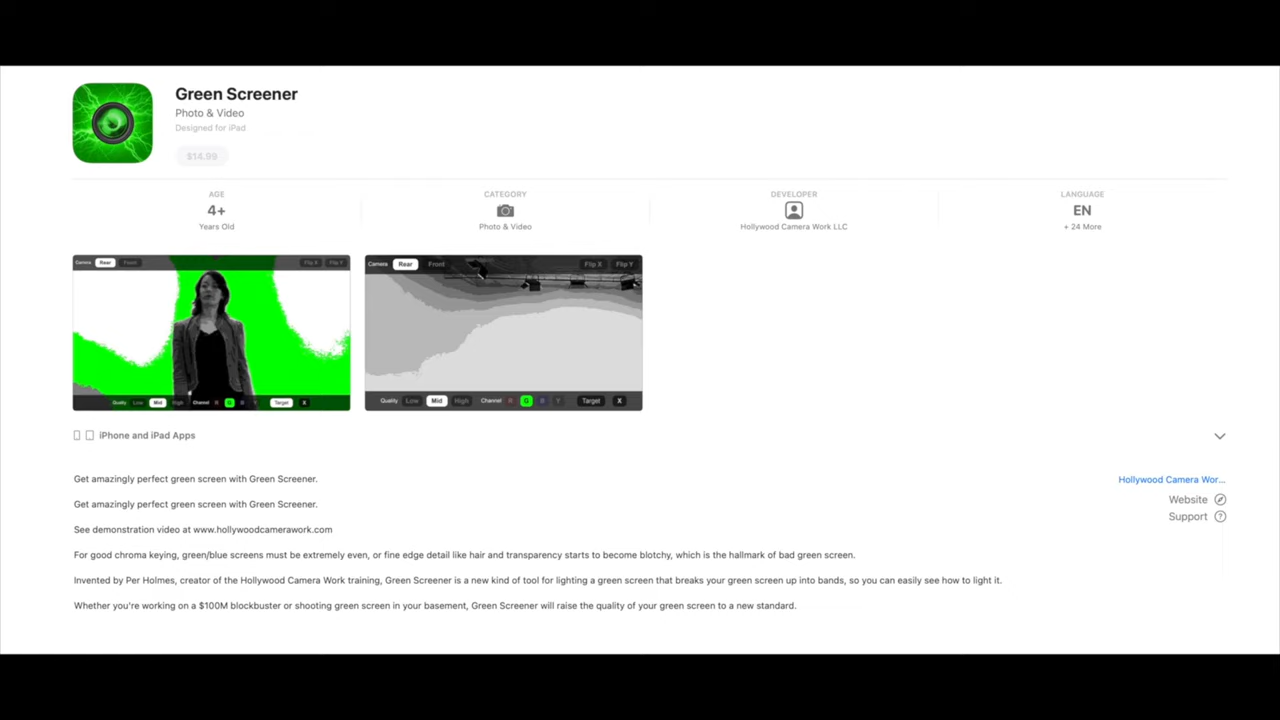 Green Screener
Photo & Video
Designed for iPad
$14.99
AGE
4+
Years Old
CATEGORY
Photo & Video
DEVELOPER
Hollywood Camera Work LLC
LANGUAGE
EN
+ 24 More
Camera Rear Front Flip X Flip Y
Quality Low Mid High Channel R G B Y Target X
Camera Rear Front Flip X Flip Y
Quality Low Mid High Channel R G B Y Target X
iPhone and iPad Apps
Get amazingly perfect green screen with Green Screener.
Hollywood Camera Wor...
Get amazingly perfect green screen with Green Screener.
Website
Support
See demonstration video at www.hollywoodcamerawork.com
For good chroma keying, green/blue screens must be extremely even, or fine edge detail like hair and transparency starts to become blotchy, which is the hallmark of bad green screen.
Invented by Per Holmes, creator of the Hollywood Camera Work training, Green Screener is a new kind of tool for lighting a green screen that breaks your green screen up into bands, so you can easily see how to light it.
Whether you're working on a $100M blockbuster or shooting green screen in your basement, Green Screener will raise the quality of your green screen to a new standard.